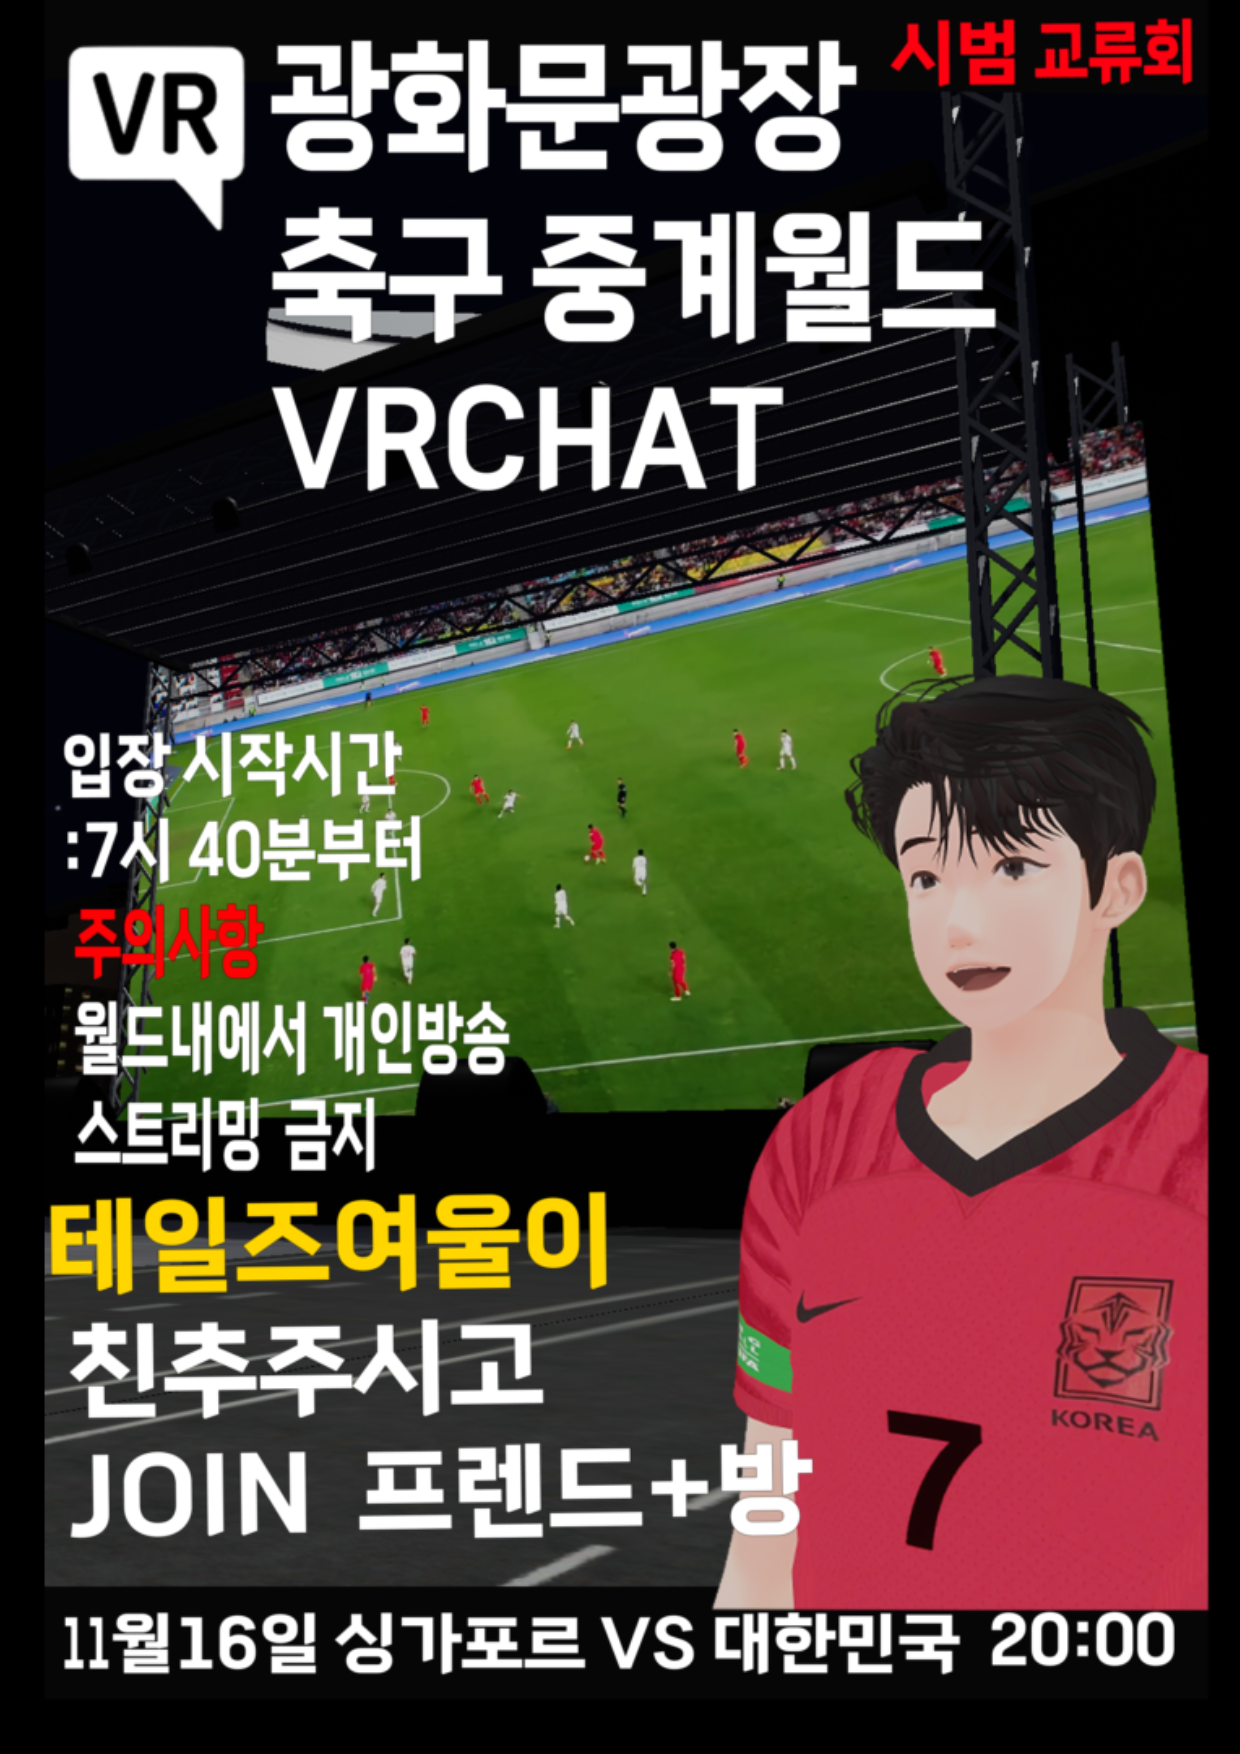 시범 교류회
VR 광화문광장
축구 중계월드
VRCHAT
입장 시작시간
:7시 40분부터
주의사항
월드내에서 개인방송
스트리밍 금지
테일즈여울이
친추주시고
JOIN 프렌드+방
KOREA
7
11월16일 싱가포르 VS 대한민국 20:00